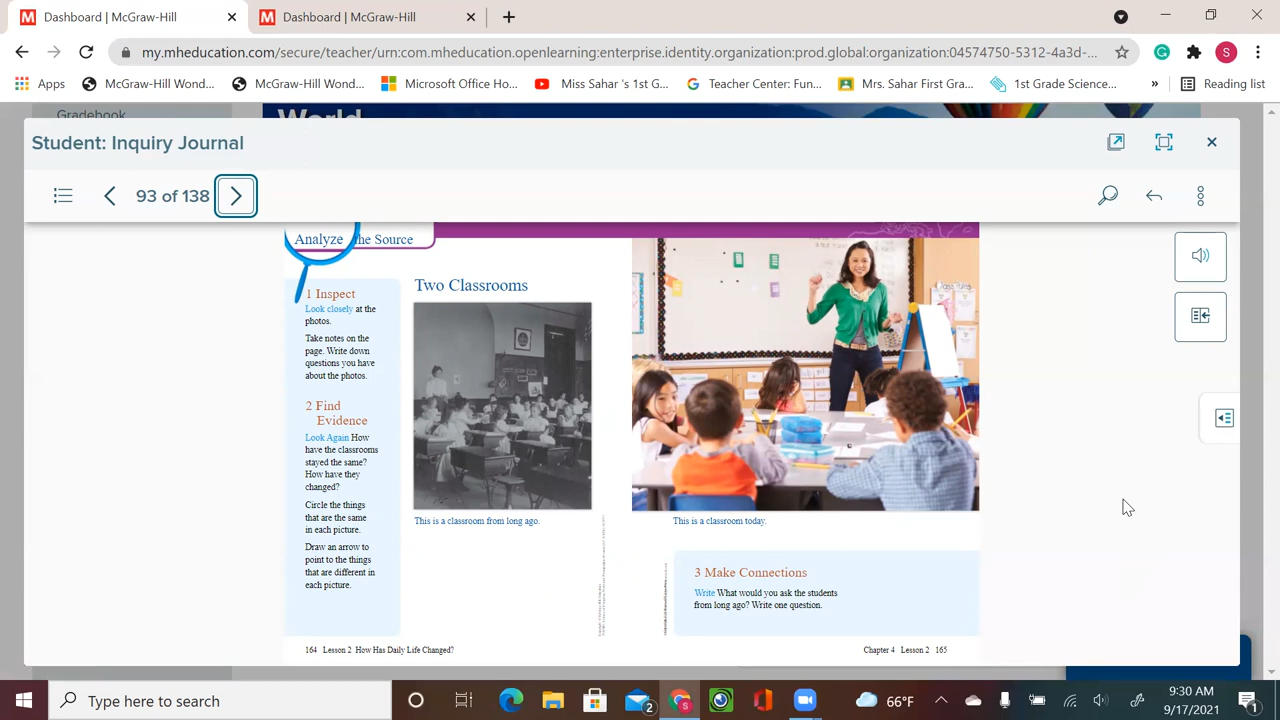 Dashboard | McGraw-Hill
Dashboard | McGraw-Hill
my.mheducation.com/secure/teacher/urn:com.mheducation.openlearning:enterprise.identity.organization:prod.global:organization:04574750-5312-4a3d-...
S
Apps
McGraw-Hill Wond...
McGraw-Hill Wond...
Microsoft Office Ho...
Miss Sahar 's 1st G...
Teacher Center: Fun...
Mrs. Sahar First Gra...
1st Grade Science...
»
Reading list
Gradebook
World
Student: Inquiry Journal
93 of 138
Analyze the Source
1 Inspect
Look closely at the
photos.
Take notes on the
page. Write down
questions you have
about the photos.
2 Find
Evidence
Look Again How
have the classrooms
stayed the same?
How have they
changed?
Circle the things
that are the same
in each picture.
Draw an arrow to
point to the things
that are different in
each picture.
Two Classrooms
This is a classroom from long ago.
This is a classroom today.
3 Make Connections
Write What would you ask the students
from long ago? Write one question.
164 Lesson 2 How Has Daily Life Changed?
Chapter 4 Lesson 2 165
Type here to search
2
S
66°F
9:30 AM
9/17/2021
1